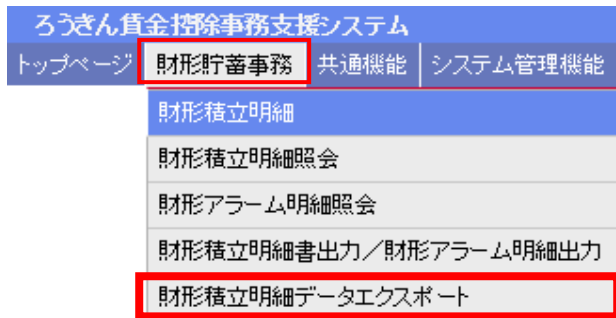 ろうきん賃金控除事務支援システム
トップページ 財形貯蓄事務 共通機能 システム管理機能
財形積立明細
財形積立明細照会
財形アラーム明細照会
財形積立明細書出力／財形アラーム明細出力
財形積立明細データエクスポート